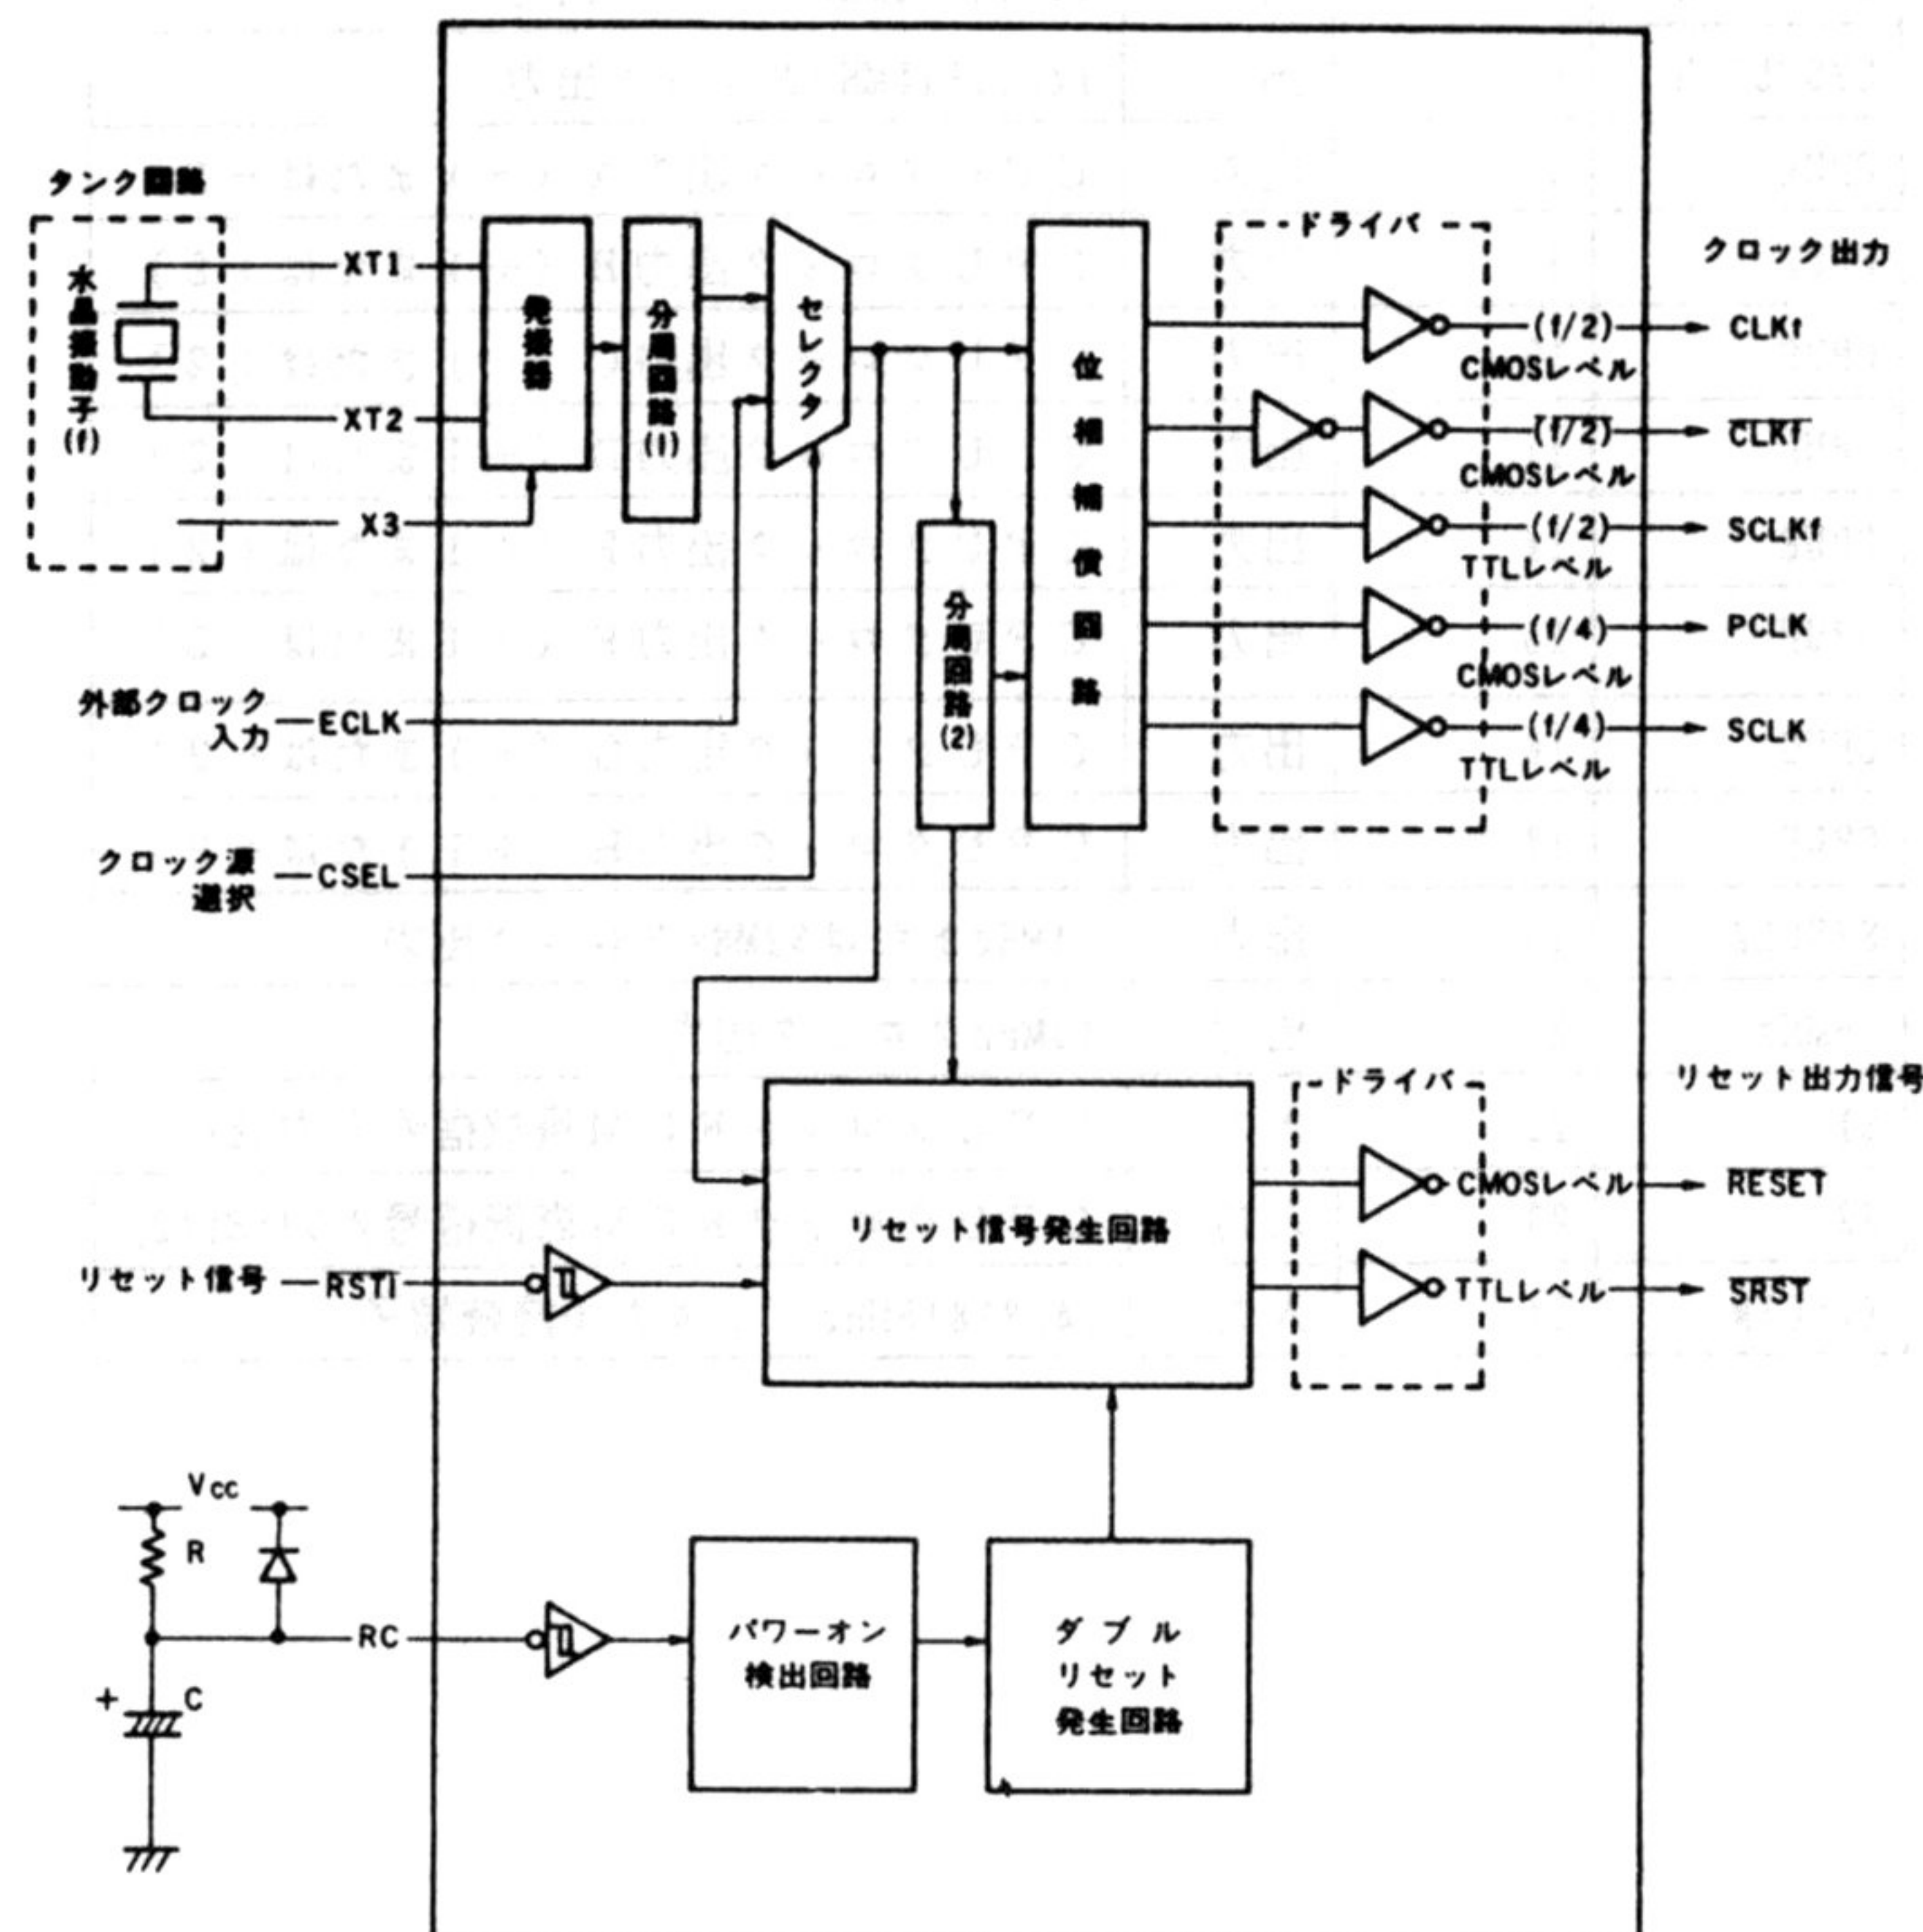 タンク回路
水晶振動子(f)
XT1
XT2
X3
発振器
分周回路(1)
セレクタ
位相補償回路
分周回路(2)
ドライバ
クロック出力
(f/2)
CLKf
CMOSレベル
(f/2)
CLKf
CMOSレベル
(f/2)
SCLKf
TTLレベル
(f/4)
PCLK
CMOSレベル
(f/4)
SCLK
TTLレベル
外部クロック
入力
ECLK
クロック源
選択
CSEL
ドライバ
リセット出力信号
リセット信号発生回路
CMOSレベル
RESET
TTLレベル
SRST
リセット信号
RSTI
VCC
R
RC
+
C
パワーオン
検出回路
ダブル
リセット
発生回路